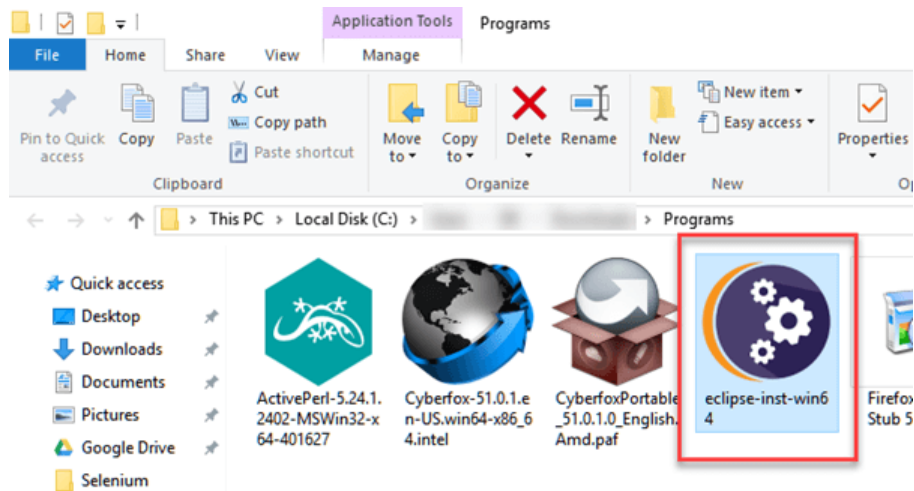 Application Tools
Programs
File
Home
Share
View
Manage
Pin to Quick
access
Copy
Paste
Cut
Copy path
Paste shortcut
Move
to
Copy
to
Delete
Rename
New
folder
New item
Easy access
Properties
Clipboard
Organize
New
Op
This PC > Local Disk (C:) >
> Programs
Quick access
Desktop
Downloads
Documents
Pictures
Google Drive
Selenium
ActivePerl-5.24.1.
2402-MSWin32-x
64-401627
Cyberfox-51.0.1.e
n-US.win64-x86_6
4.intel
CyberfoxPortable
_51.0.1.0_English.
Amd.paf
eclipse-inst-win6
4
Firefox
Stub 5